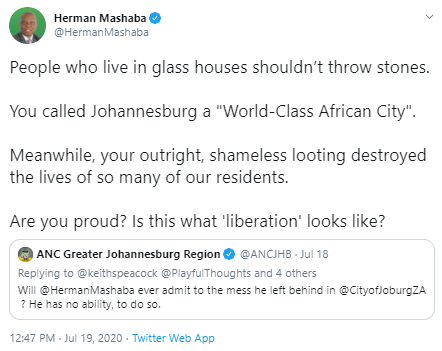 Herman Mashaba
@HermanMashaba
People who live in glass houses shouldn't throw stones.
You called Johannesburg a "World-Class African City".
Meanwhile, your outright, shameless looting destroyed
the lives of so many of our residents.
Are you proud? Is this what 'liberation' looks like?
ANC Greater Johannesburg Region @ANCJHB · Jul 18
Replying to @keithspeacock @PlayfulThoughts and 4 others
Will @HermanMashaba ever admit to the mess he left behind in @CityofJoburgZA
? He has no ability, to do so.
12:47 PM · Jul 19, 2020 · Twitter Web App